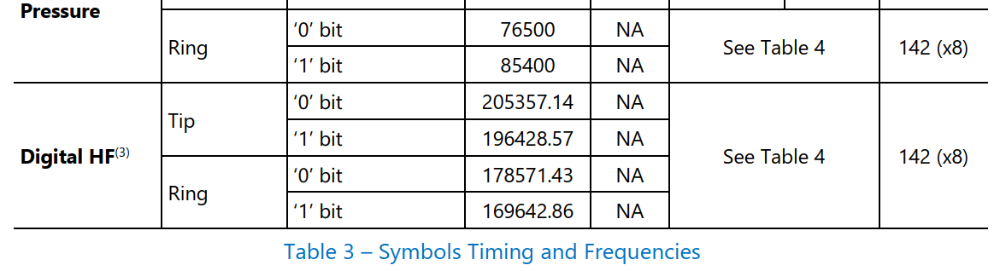 Pressure
Ring
‘0’ bit 76500 NA
‘1’ bit 85400 NA
See Table 4
142 (x8)
Digital HF(3)
Tip
‘0’ bit 205357.14 NA
‘1’ bit 196428.57 NA
Ring
‘0’ bit 178571.43 NA
‘1’ bit 169642.86 NA
See Table 4
142 (x8)
Table 3 – Symbols Timing and Frequencies